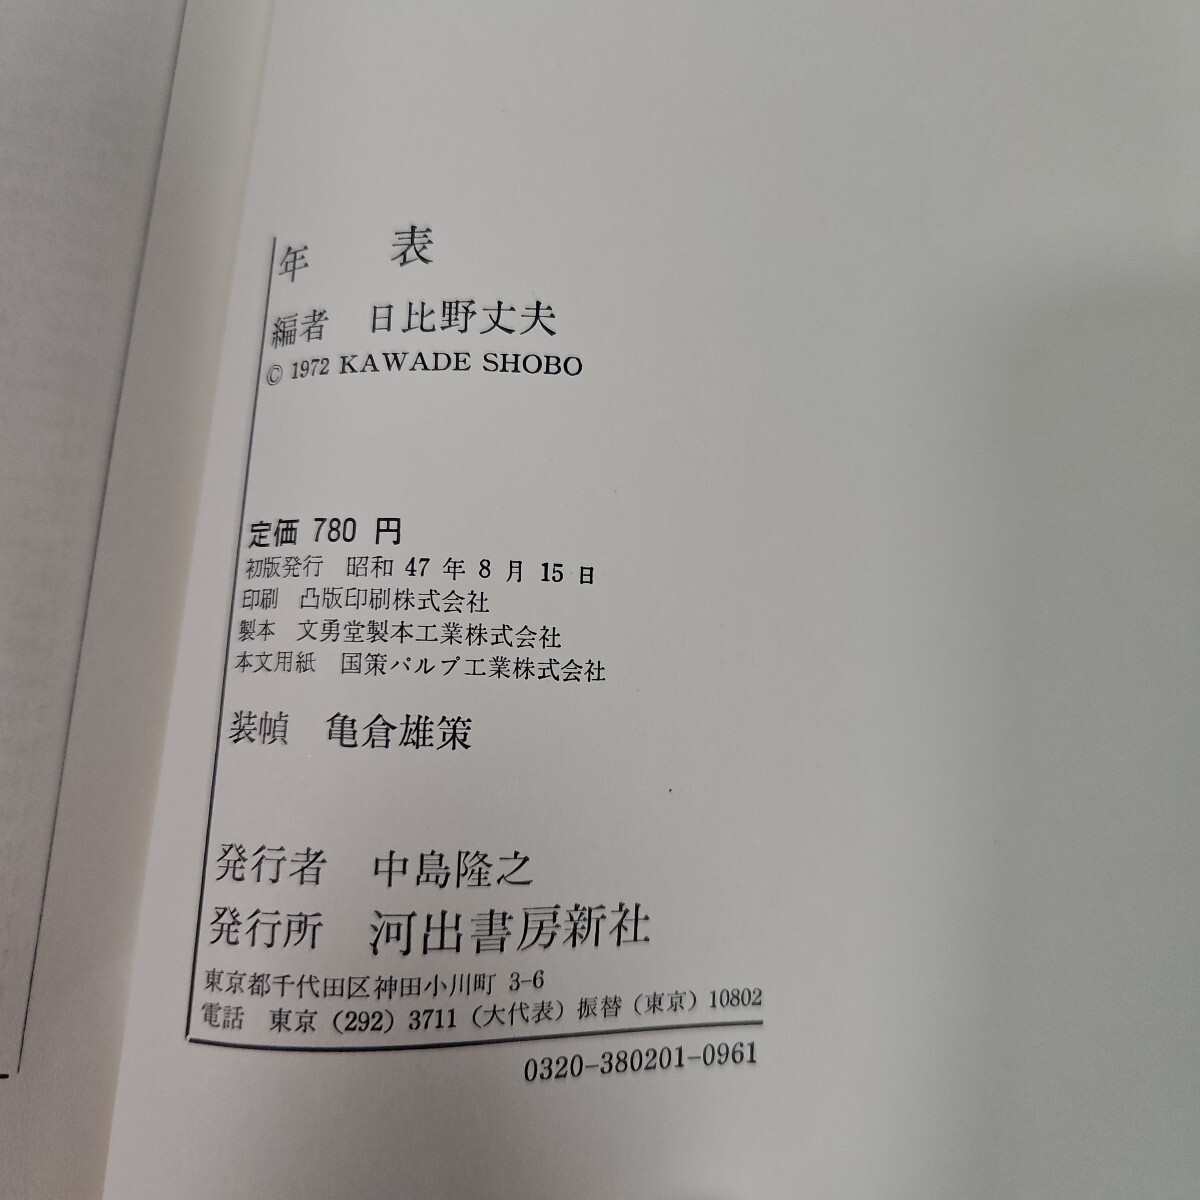 年　表
編者　日比野丈夫
© 1972 KAWADE SHOBO
定価 780 円
初版発行　昭和 47 年 8 月 15 日
印刷　凸版印刷株式会社
製本　文勇堂製本工業株式会社
本文用紙　国策パルプ工業株式会社
装幀　亀倉雄策
発行者　中島隆之
発行所　河出書房新社
東京都千代田区神田小川町 3-6
電話　東京 (292) 3711 (大代表) 振替 (東京) 10802
0320-380201-0961